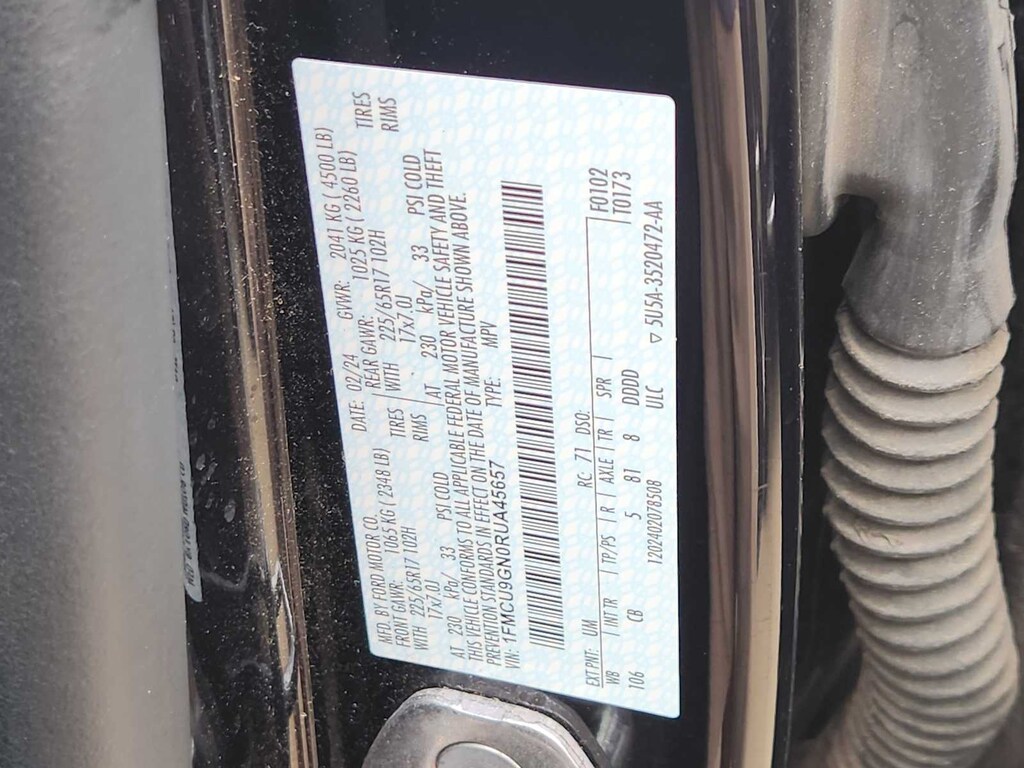 MFD. BY FORD MOTOR CO.
DATE: 02/24 GVWR: 2041 KG ( 4500 LB)
FRONT GAWR: 1065 KG ( 2348 LB) REAR GAWR: 1025 KG ( 2260 LB)
WITH 225/65R17 102H TIRES WITH 225/65R17 102H TIRES
17x7.0J RIMS 17x7.0J RIMS
AT 230 kPa/ 33 PSI COLD AT 230 kPa/ 33 PSI COLD
THIS VEHICLE CONFORMS TO ALL APPLICABLE FEDERAL MOTOR VEHICLE SAFETY AND THEFT
PREVENTION STANDARDS IN EFFECT ON THE DATE OF MANUFACTURE SHOWN ABOVE.
VIN: 1FMCU9GN0RUA45657 TYPE: MPV
EXT PNT: UM RC: 71 DSO: F0102
WB INT TR TP/PS R AXLE TR SPR T0173
106 CB 5 81 8 DDDD
120240207850B ULC 5U5A-3520472-AA